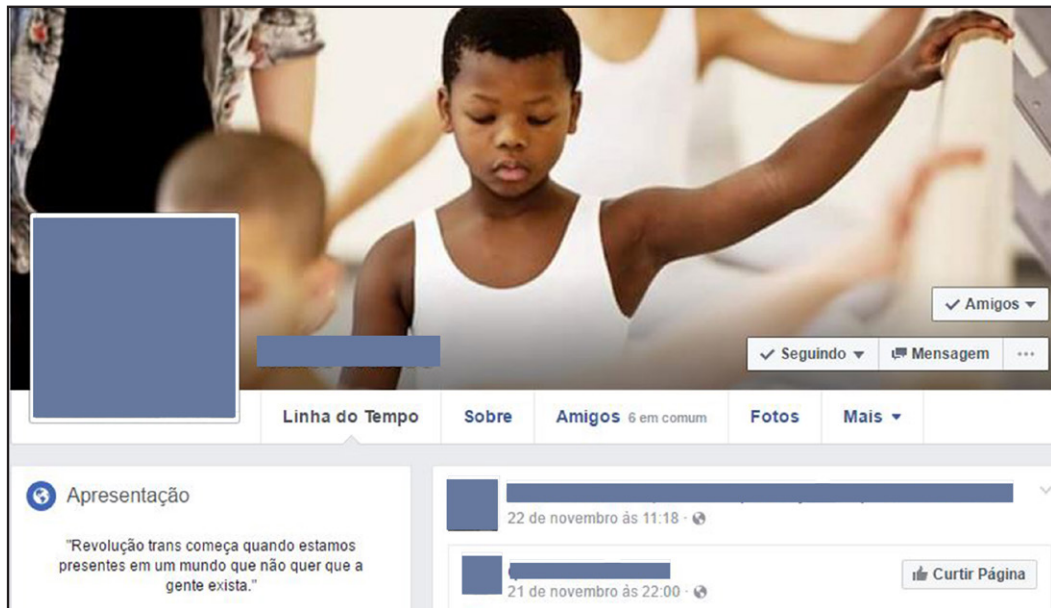 Amigos
Seguindo
Mensagem
Linha do Tempo
Sobre
Amigos 6 em comum
Fotos
Mais
Apresentação
"Revolução trans começa quando estamos
presentes em um mundo que não quer que a
gente exista."
22 de novembro às 11:18 ·
21 de novembro às 22:00 ·
Curtir Página